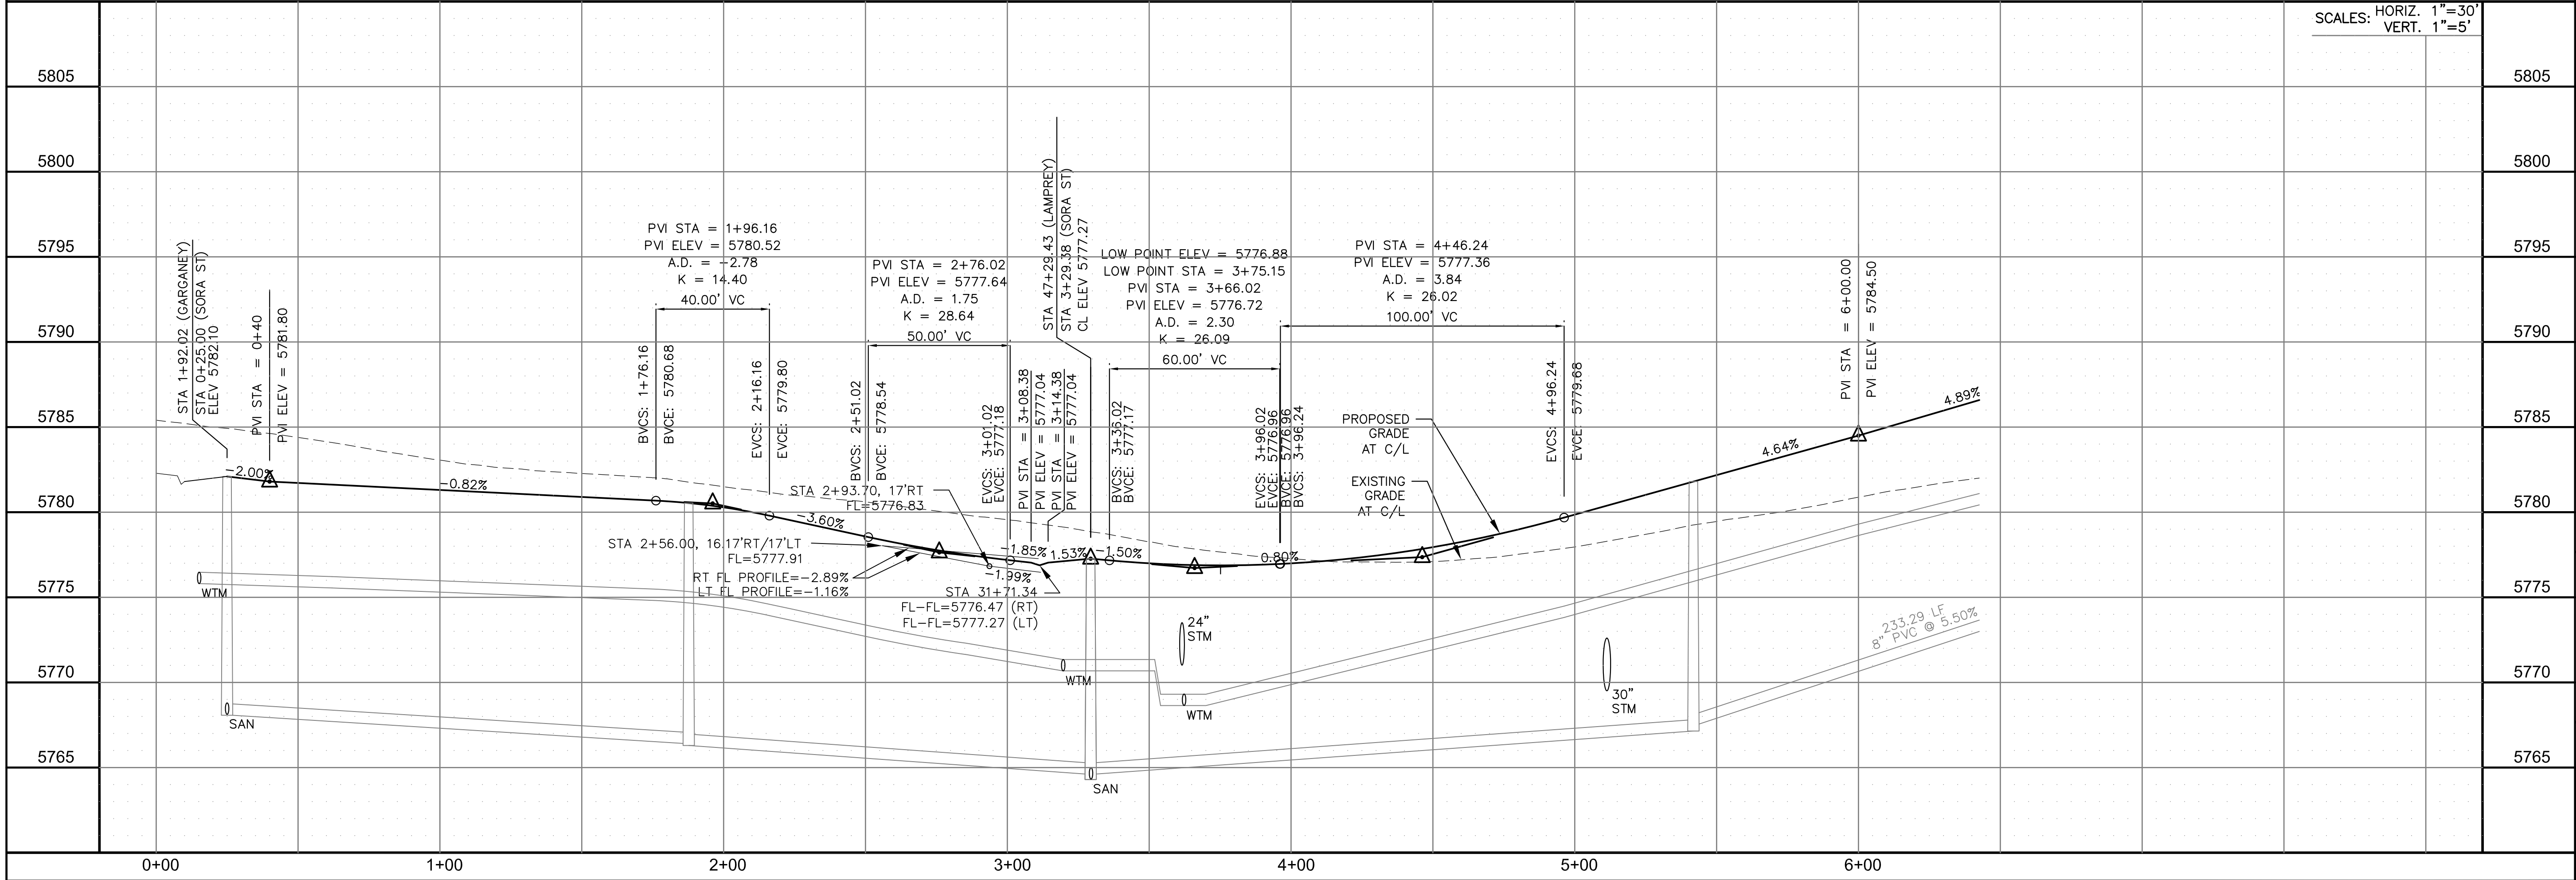 SCALES: HORIZ. 1"=30'
VERT. 1"=5'
5805
5800
5795
5790
5785
5780
5775
5770
5765
5805
5800
5795
5790
5785
5780
5775
5770
5765
STA 1+92.02 (GARGANEY)
STA 0+25.00 (SORA ST)
ELEV 5782.10
PVI STA = 0+40
PVI ELEV = 5781.80
-2.00%
-0.82%
PVI STA = 1+96.16
PVI ELEV = 5780.52
A.D. = -2.78
K = 14.40
40.00' VC
BVCS: 1+76.16
BVCE: 5780.68
EVCS: 2+16.16
EVCE: 5779.80
-3.60%
PVI STA = 2+76.02
PVI ELEV = 5777.64
A.D. = 1.75
K = 28.64
50.00' VC
BVCS: 2+51.02
BVCE: 5778.54
EVCS: 3+01.02
EVCE: 5777.18
STA 2+93.70, 17'RT
FL=5776.83
STA 2+56.00, 16.17'RT/17'LT
FL=5777.91
RT FL PROFILE=-2.89%
LT FL PROFILE=-1.16%
-1.85%
-1.99%
PVI STA = 3+08.38
PVI ELEV = 5777.04
PVI STA = 3+14.38
PVI ELEV = 5777.04
1.53%
STA 31+71.34
FL-FL=5776.47 (RT)
FL-FL=5777.27 (LT)
STA 47+29.43 (LAMPREY)
STA 3+29.38 (SORA ST)
CL ELEV 5777.27
-1.50%
LOW POINT ELEV = 5776.88
LOW POINT STA = 3+75.15
PVI STA = 3+66.02
PVI ELEV = 5776.72
A.D. = 2.30
K = 26.09
60.00' VC
BVCS: 3+36.02
BVCE: 5777.17
EVCS: 3+96.02
EVCE: 5776.96
BVCE: 5776.96
BVCS: 3+96.24
0.80%
PVI STA = 4+46.24
PVI ELEV = 5777.36
A.D. = 3.84
K = 26.02
100.00' VC
PROPOSED
GRADE
AT C/L
EXISTING
GRADE
AT C/L
EVCS: 4+96.24
EVCE: 5779.68
4.64%
PVI STA = 6+00.00
PVI ELEV = 5784.50
4.89%
WTM
SAN
WTM
SAN
24"
STM
WTM
30"
STM
233.29 LF
8" PVC @ 5.50%
0+00
1+00
2+00
3+00
4+00
5+00
6+00